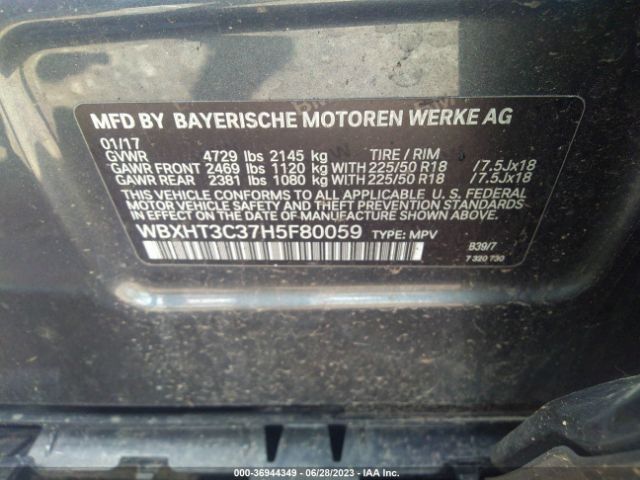 MFD BY BAYERISCHE MOTOREN WERKE AG
01/17
GVWR 4729 lbs 2145 kg TIRE / RIM
GAWR FRONT 2469 lbs 1120 kg WITH 225/50 R18 /7.5Jx18
GAWR REAR 2381 lbs 1080 kg WITH 225/50 R18 /7.5Jx18
THIS VEHICLE CONFORMS TO ALL APPLICABLE U. S. FEDERAL
MOTOR VEHICLE SAFETY, BUMPER, AND THEFT PREVENTION
STANDARDS IN EFFECT ON THE DATE OF MANUFACTURE SHOWN ABOVE.
WBXHT3C37H5F80059 TYPE: MPV B39/7
7 320 730
000-36944349 | 06/28/2023 - IAA Inc.